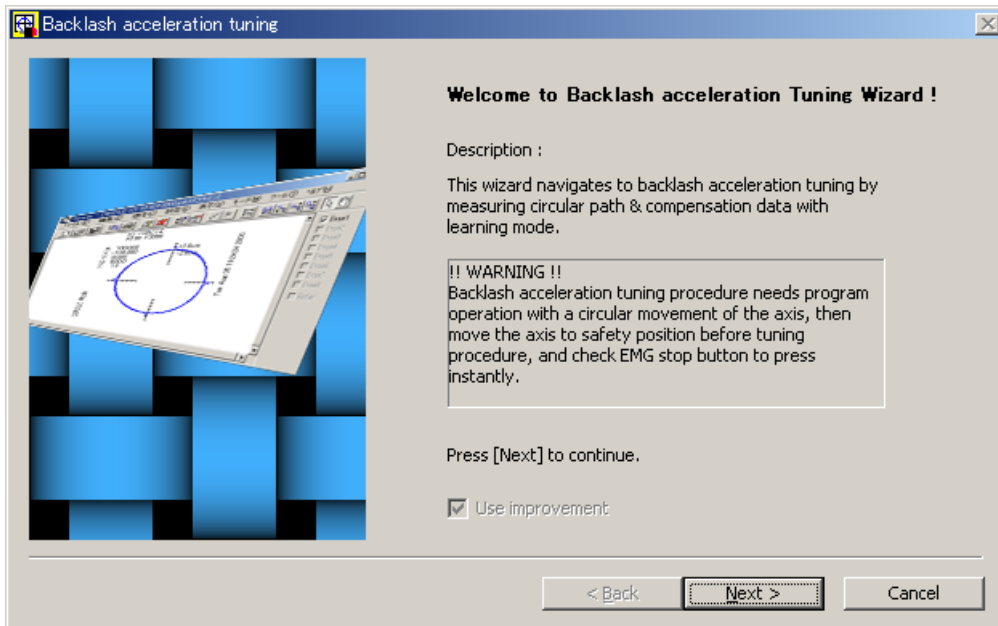 Backlash acceleration tuning
Welcome to Backlash acceleration Tuning Wizard !
Description :
This wizard navigates to backlash acceleration tuning by
measuring circular path & compensation data with
learning mode.
!! WARNING !!
Backlash acceleration tuning procedure needs program
operation with a circular movement of the axis, then
move the axis to safety position before tuning
procedure, and check EMG stop button to press
instantly.
Press [Next] to continue.
Use improvement
< Back
Next >
Cancel